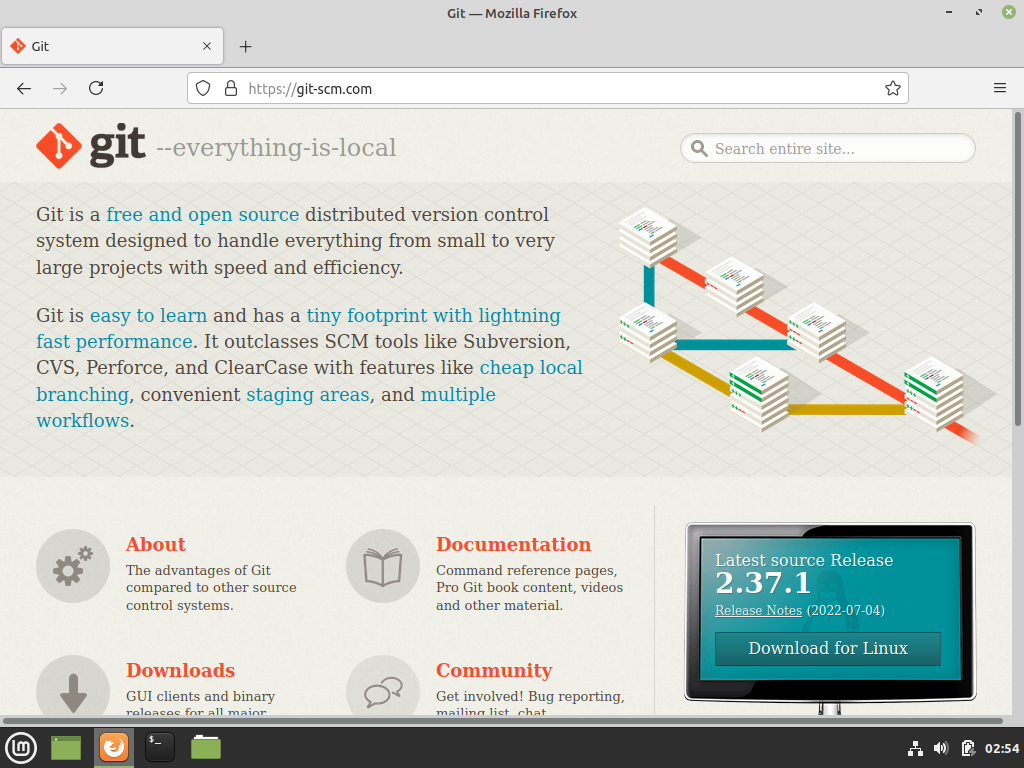 Git — Mozilla Firefox
Git
https://git-scm.com
git --everything-is-local
Search entire site...
Git is a free and open source distributed version control
system designed to handle everything from small to very
large projects with speed and efficiency.
Git is easy to learn and has a tiny footprint with lightning
fast performance. It outclasses SCM tools like Subversion,
CVS, Perforce, and ClearCase with features like cheap local
branching, convenient staging areas, and multiple
workflows.
About
The advantages of Git
compared to other source
control systems.
Documentation
Command reference pages,
Pro Git book content, videos
and other material.
Latest source Release
2.37.1
Release Notes (2022-07-04)
Download for Linux
Downloads
GUI clients and binary
releases for all major
Community
Get involved! Bug reporting,
mailing list, chat,
02:54